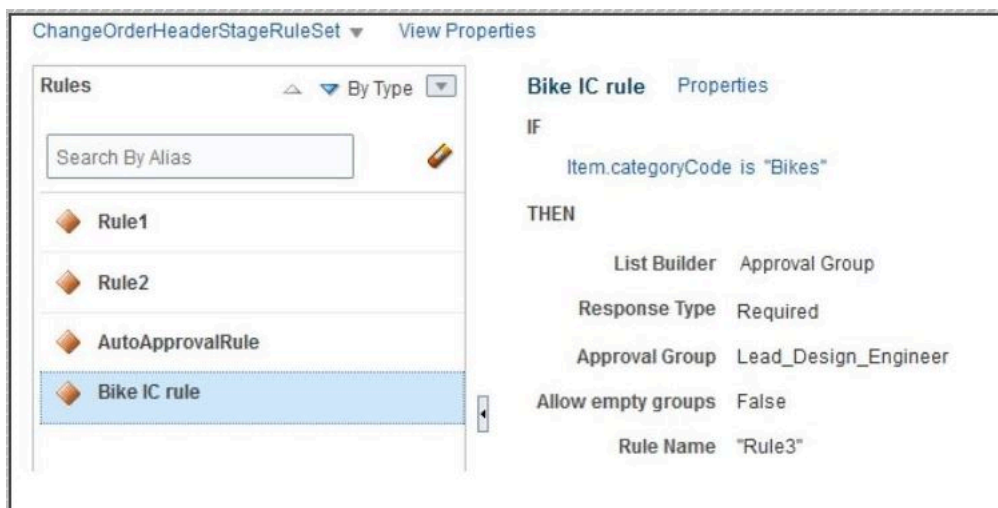 ChangeOrderHeaderStageRuleSet View Properties
Rules By Type
Search By Alias
Rule1
Rule2
AutoApprovalRule
Bike IC rule
Bike IC rule Properties
IF
Item.categoryCode is "Bikes"
THEN
List Builder Approval Group
Response Type Required
Approval Group Lead_Design_Engineer
Allow empty groups False
Rule Name "Rule3"